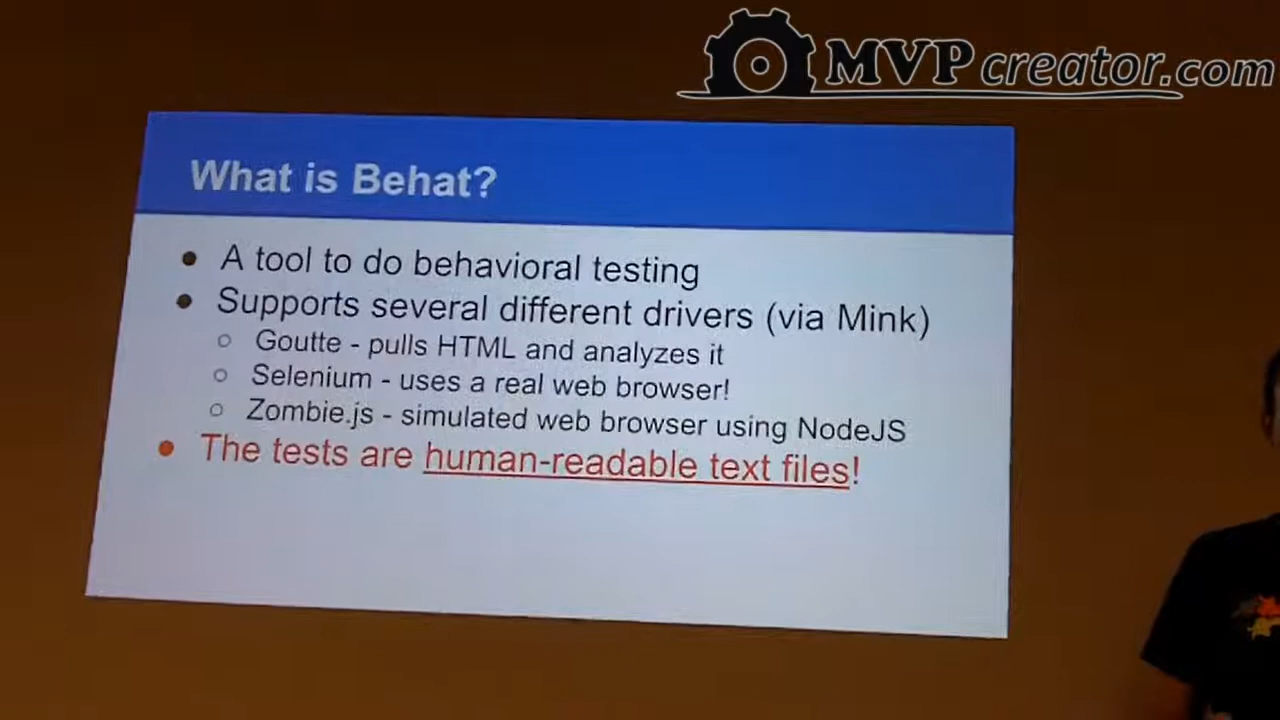 MVPcreator.com
What is Behat?
● A tool to do behavioral testing
● Supports several different drivers (via Mink)
○ Goutte - pulls HTML and analyzes it
○ Selenium - uses a real web browser!
○ Zombie.js - simulated web browser using NodeJS
● The tests are human-readable text files!